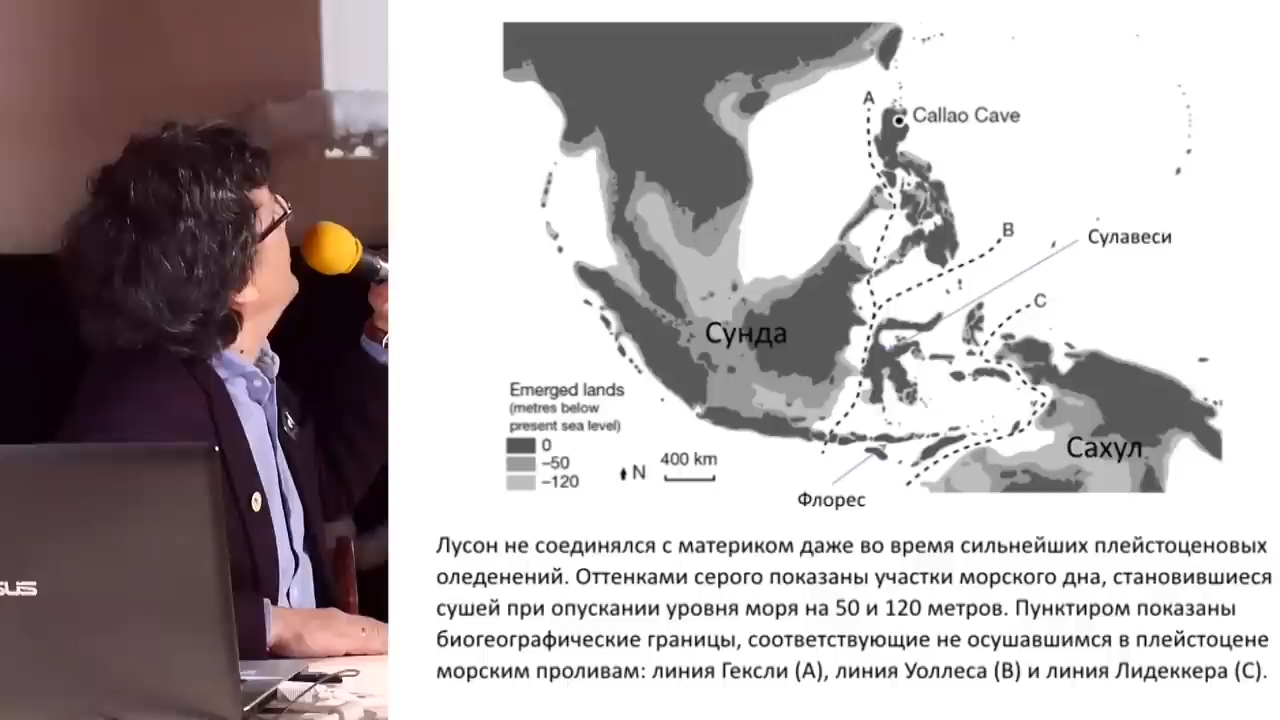 A
Callao Cave
B
Сулавеси
C
Сунда
Emerged lands
(metres below
present sea level)
0
–50
–120
N
400 km
Сахул
Флорес
Лусон не соединялся с материком даже во время сильнейших плейстоценовых
оледенений. Оттенками серого показаны участки морского дна, становившиеся
сушей при опускании уровня моря на 50 и 120 метров. Пунктиром показаны
биогеографические границы, соответствующие не осушавшимся в плейстоцене
морским проливам: линия Гексли (А), линия Уоллеса (В) и линия Лидеккера (С).